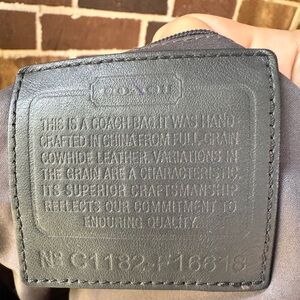 COACH
THIS IS A COACH BAG. IT WAS HAND
CRAFTED IN CHINA FROM FULL-GRAIN
COWHIDE LEATHER. VARIATIONS IN
THE GRAIN ARE A CHARACTERISTIC.
ITS SUPERIOR CRAFTSMANSHIP
REFLECTS OUR COMMITMENT TO
ENDURING QUALITY.
Nº C1182-F16618